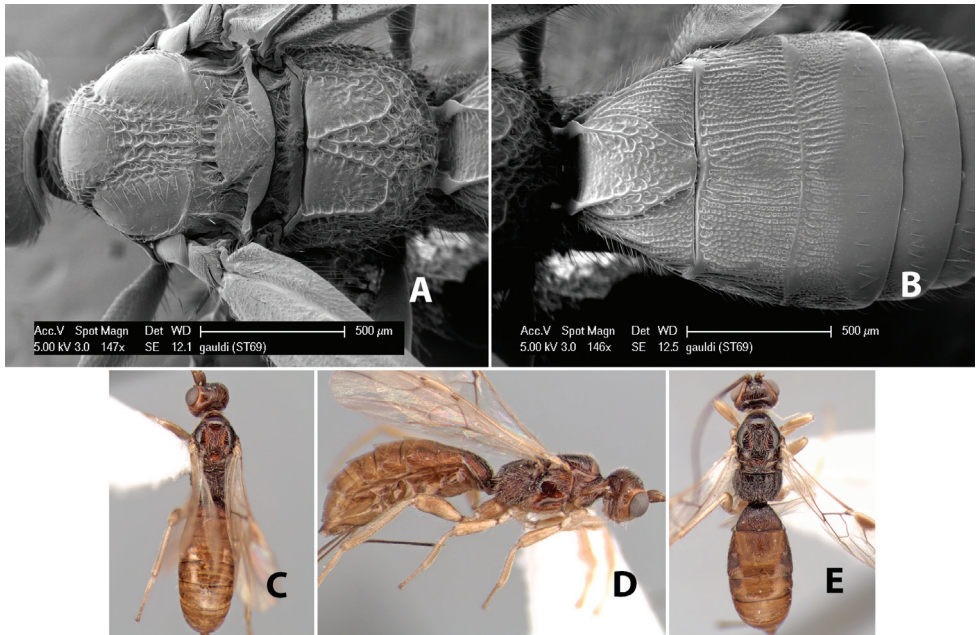 A
Acc.V Spot Magn Det WD 500 µm
5.00 kV 3.0 147x SE 12.1 gauldi (ST69)
B
Acc.V Spot Magn Det WD 500 µm
5.00 kV 3.0 146x SE 12.5 gauldi (ST69)
C
D
E